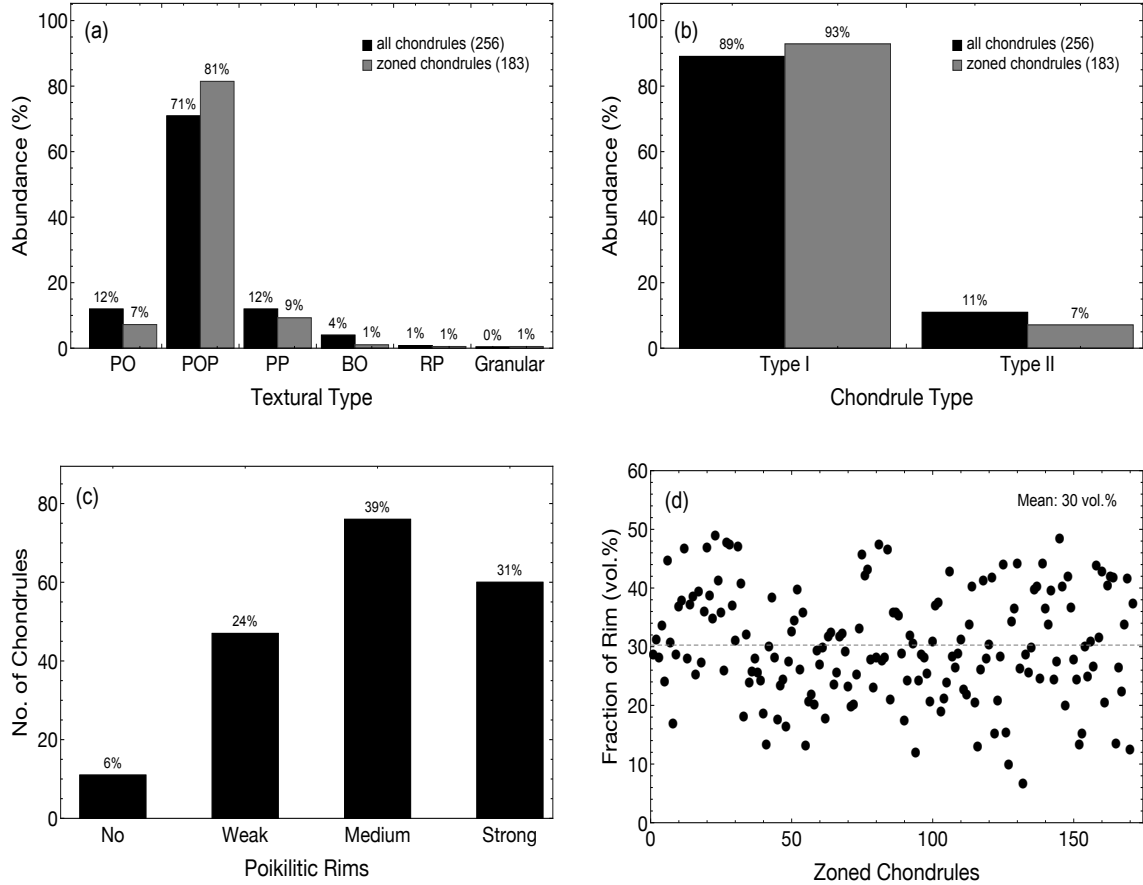 (a)
all chondrules (256)
zoned chondrules (183)
100
80
60
40
20
0
Abundance (%)
12%
7%
71%
81%
12%
9%
4%
1%
1%
1%
0%
1%
PO POP PP BO RP Granular
Textural Type
(b)
all chondrules (256)
zoned chondrules (183)
100
80
60
40
20
0
Abundance (%)
89%
93%
11%
7%
Type I Type II
Chondrule Type
(c)
80
60
40
20
0
No. of Chondrules
6%
24%
39%
31%
No Weak Medium Strong
Poikilitic Rims
(d)
Mean: 30 vol.%
60
50
40
30
20
10
0
Fraction of Rim (vol.%)
0 50 100 150
Zoned Chondrules